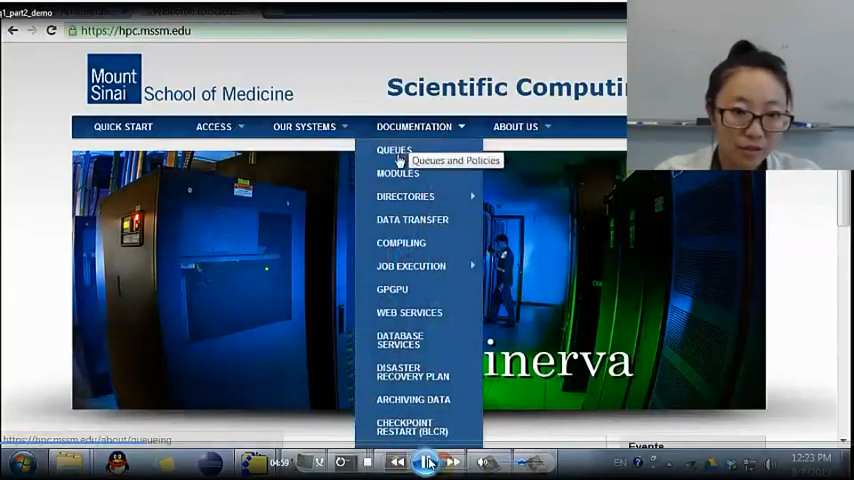 q1_part2_demo
https://hpc.mssm.edu
Mount
Sinai
School of Medicine
Scientific Computi
QUICK START
ACCESS
OUR SYSTEMS
DOCUMENTATION
ABOUT US
QUEUES
Queues and Policies
MODULES
DIRECTORIES
DATA TRANSFER
COMPILING
JOB EXECUTION
GPGPU
WEB SERVICES
DATABASE
SERVICES
DISASTER
RECOVERY PLAN
ARCHIVING DATA
CHECKPOINT
RESTART (BLCR)
inerva
https://hpc.mssm.edu/about/queueing
Events
04:59
EN
12:23 PM